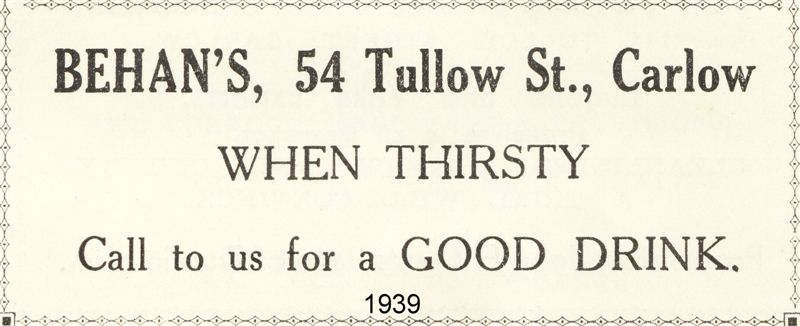 BEHAN'S, 54 Tullow St., Carlow
WHEN THIRSTY
Call to us for a GOOD DRINK.
1939